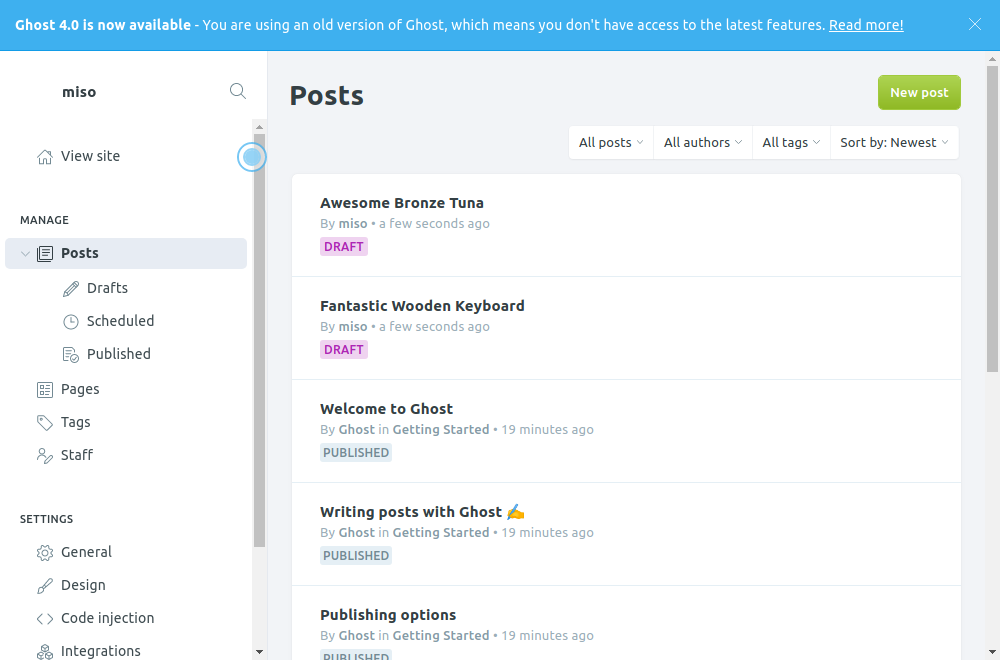 Ghost 4.0 is now available - You are using an old version of Ghost, which means you don't have access to the latest features. Read more!
miso
View site
MANAGE
Posts
Drafts
Scheduled
Published
Pages
Tags
Staff
SETTINGS
General
Design
Code injection
Integrations
Posts
New post
All posts
All authors
All tags
Sort by: Newest
Awesome Bronze Tuna
By miso • a few seconds ago
DRAFT
Fantastic Wooden Keyboard
By miso • a few seconds ago
DRAFT
Welcome to Ghost
By Ghost in Getting Started • 19 minutes ago
PUBLISHED
Writing posts with Ghost ✍️
By Ghost in Getting Started • 19 minutes ago
PUBLISHED
Publishing options
By Ghost in Getting Started • 19 minutes ago
PUBLISHED